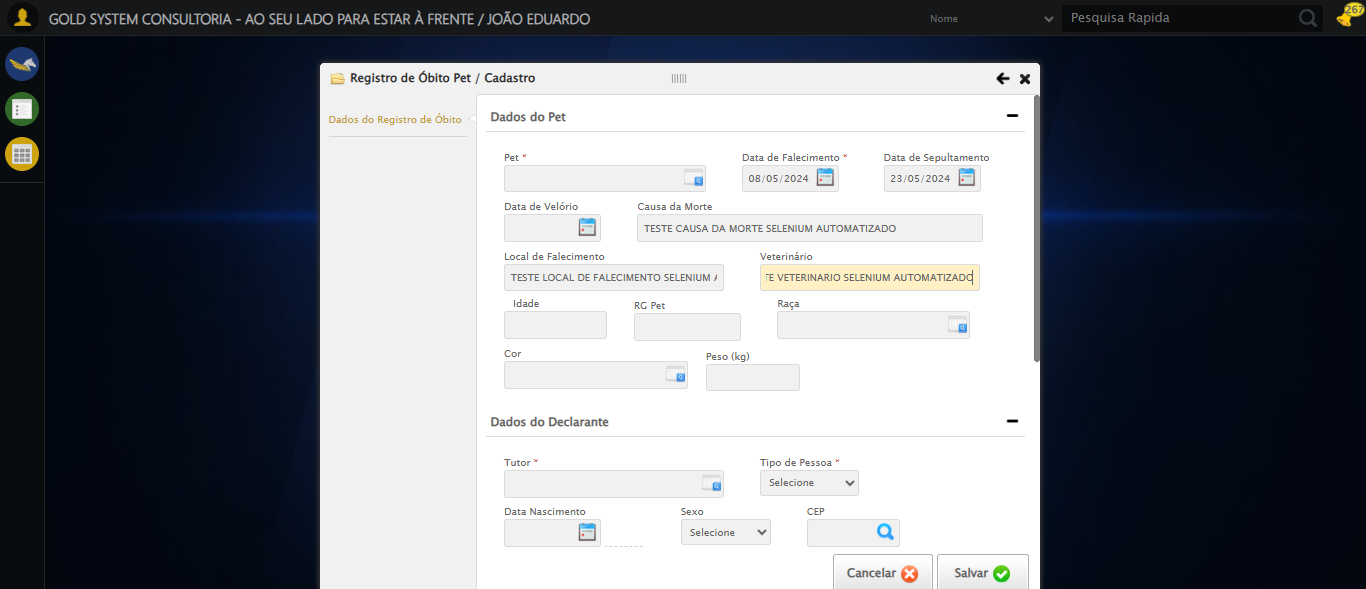 GOLD SYSTEM CONSULTORIA - AO SEU LADO PARA ESTAR À FRENTE / JOÃO EDUARDO
Nome
Pesquisa Rapida
267
Registro de Óbito Pet / Cadastro
Dados do Registro de Óbito
Dados do Pet
Pet *
Data de Falecimento *
Data de Sepultamento
08/05/2024
23/05/2024
Data de Velório
Causa da Morte
TESTE CAUSA DA MORTE SELENIUM AUTOMATIZADO
Local de Falecimento
Veterinário
TESTE LOCAL DE FALECIMENTO SELENIUM
TE VETERINARIO SELENIUM AUTOMATIZADO
Idade
RG Pet
Raça
Cor
Peso (kg)
Dados do Declarante
Tutor *
Tipo de Pessoa *
Selecione
Data Nascimento
Sexo
CEP
Selecione
Cancelar
Salvar